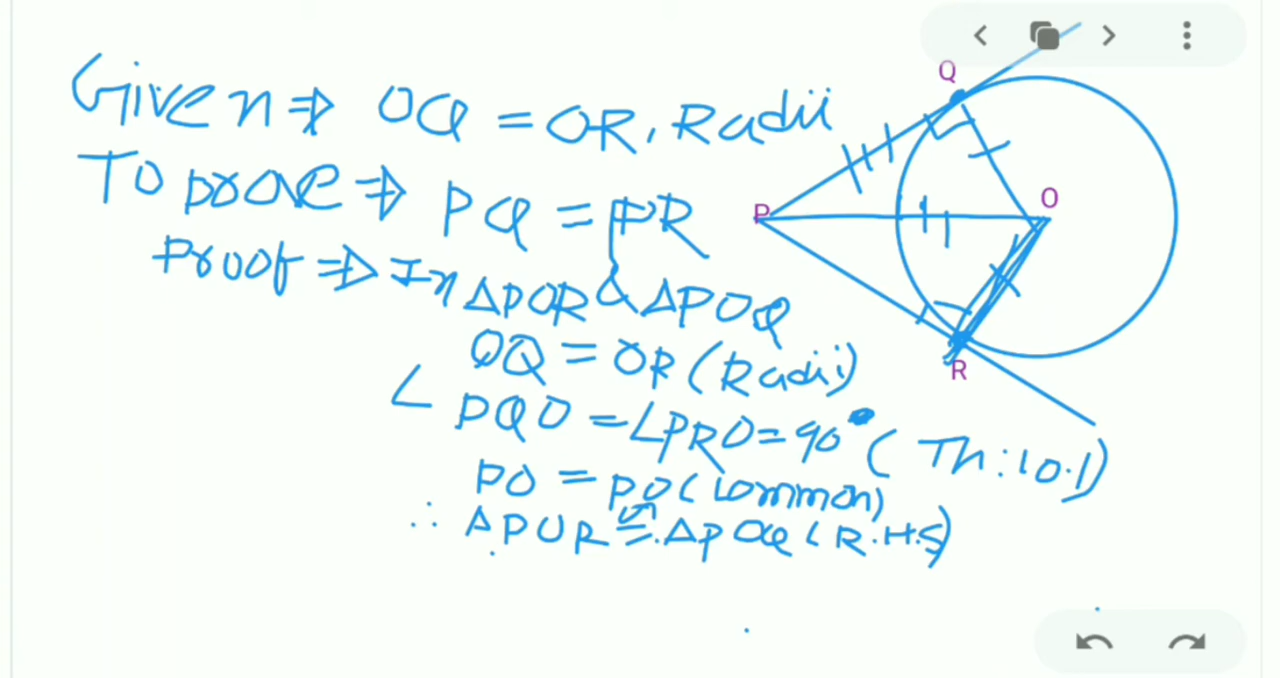 Given ⇒ OQ = OR, Radii
To prove ⇒ PQ = PR
Proof ⇒ In ΔPOR & ΔPOQ
OQ = OR (Radii)
∠PQO = ∠PRO = 90° (Th: 10.1)
PO = PO (common)
∴ ΔPOR ≅ ΔPOQ (R.H.S)
Q
P
O
R